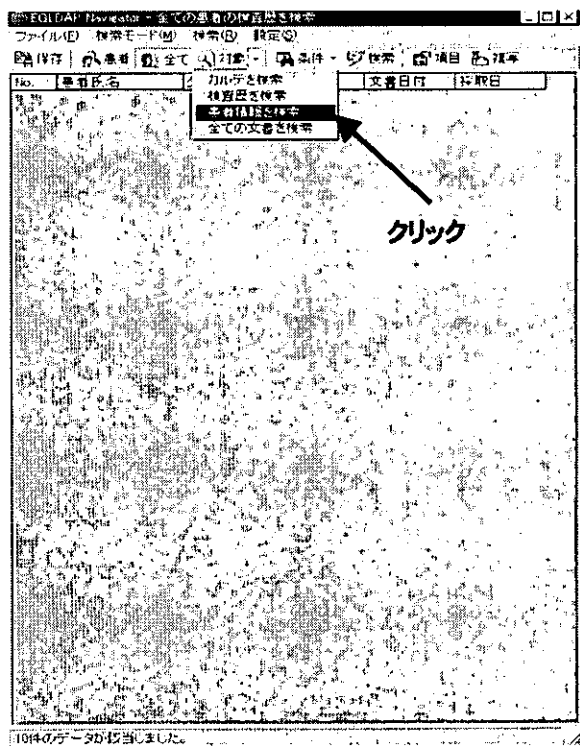 EQLDAP Navigator - 全ての患者の検査歴を検索
ファイル(F) 検索モード(M) 検索(R) 設定(S)
保存 患者 全て 対象 条件 検索 項目 複写
No. 患者氏名 文書日付 採取日
カルテを検索
検査歴を検索
患者情報を検索
全ての文書を検索
クリック
10件のデータが該当しました。